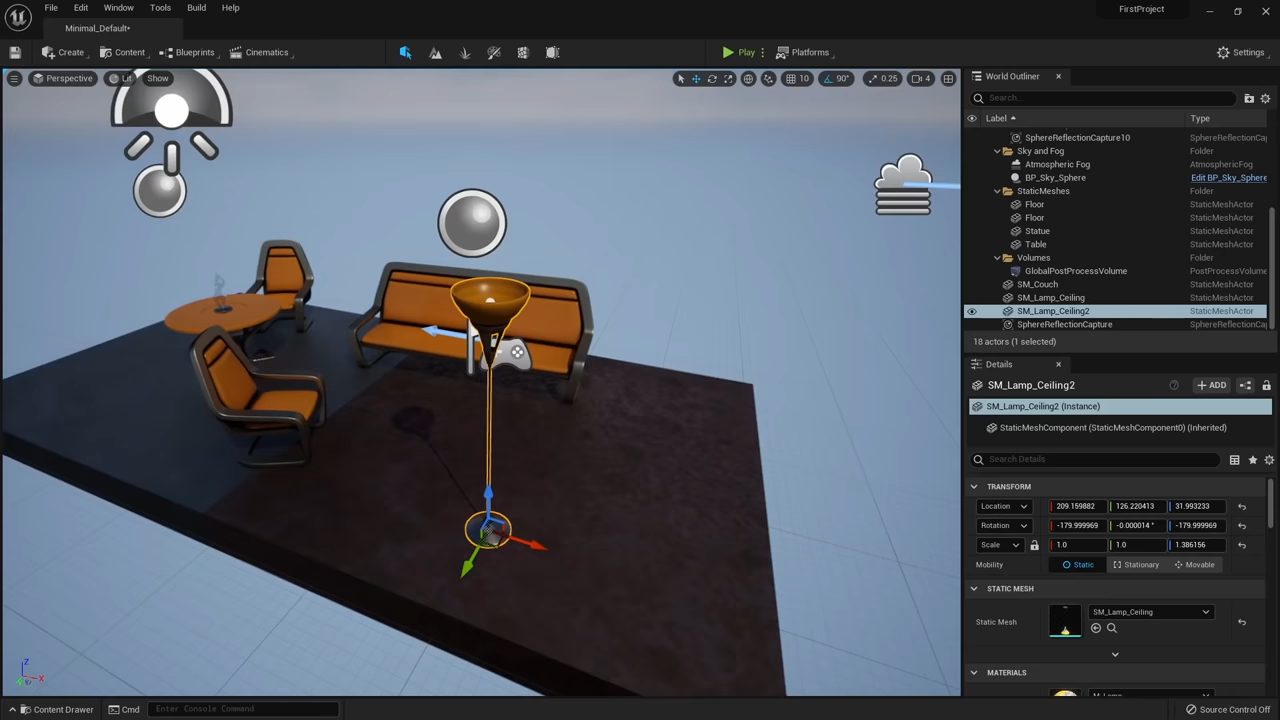 File Edit Window Tools Build Help
FirstProject
Minimal_Default*
Create Content Blueprints Cinematics Play Platforms Settings
Perspective Lit Show 10 90° 0.25 4
World Outliner
Search...
Label Type
SphereReflectionCapture10 SphereReflectionCap
Sky and Fog Folder
Atmospheric Fog AtmosphericFog
BP_Sky_Sphere Edit BP_Sky_Sphere
StaticMeshes Folder
Floor StaticMeshActor
Floor StaticMeshActor
Statue StaticMeshActor
Table StaticMeshActor
Volumes Folder
GlobalPostProcessVolume PostProcessVolume
SM_Couch StaticMeshActor
SM_Lamp_Ceiling StaticMeshActor
SM_Lamp_Ceiling2 StaticMeshActor
SphereReflectionCapture SphereReflectionCap
18 actors (1 selected)
Details
SM_Lamp_Ceiling2 ADD
SM_Lamp_Ceiling2 (Instance)
StaticMeshComponent (StaticMeshComponent0) (Inherited)
Search Details
TRANSFORM
Location 209.159882 126.220413 31.993233
Rotation -179.999969 -0.000014 ° -179.999969
Scale 1.0 1.0 1.386156
Mobility Static Stationary Movable
STATIC MESH
Static Mesh SM_Lamp_Ceiling
MATERIALS
Z
X
Content Drawer Cmd Enter Console Command Source Control Off